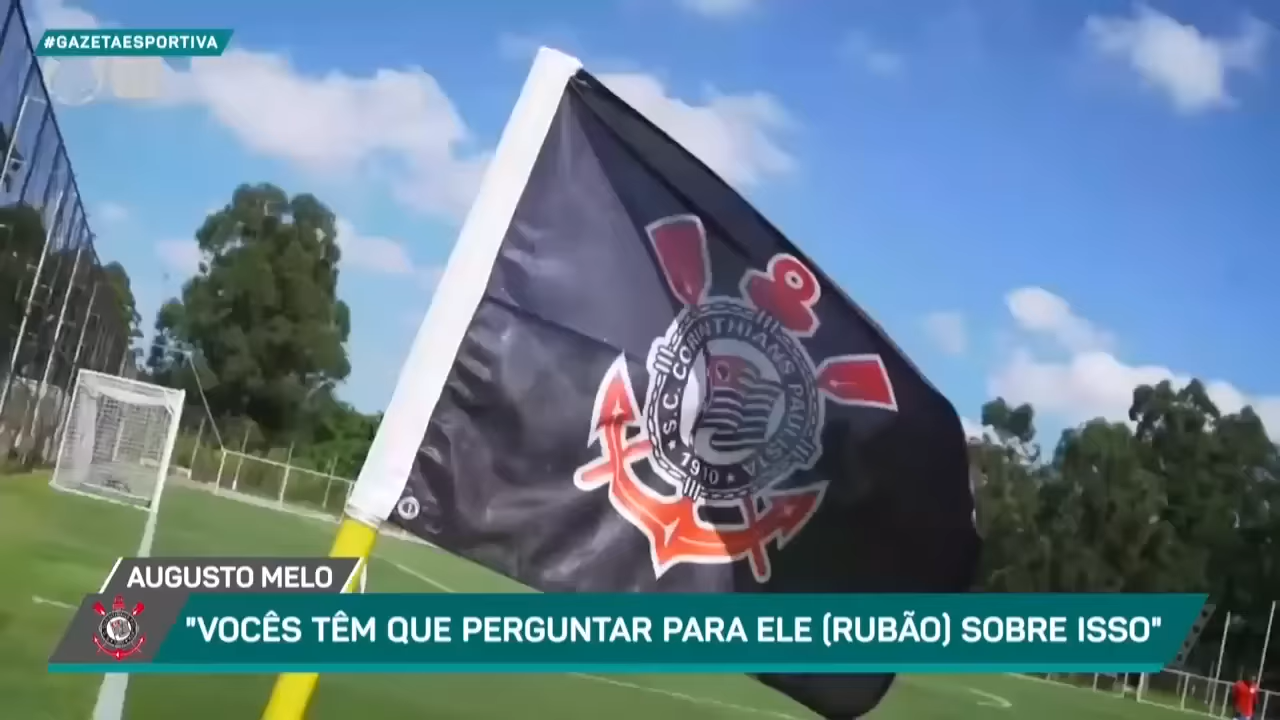 #GAZETAESPORTIVA
S.C. CORINTHIANS PAULISTA
1910
AUGUSTO MELO
"VOCÊS TÊM QUE PERGUNTAR PARA ELE (RUBÃO) SOBRE ISSO"